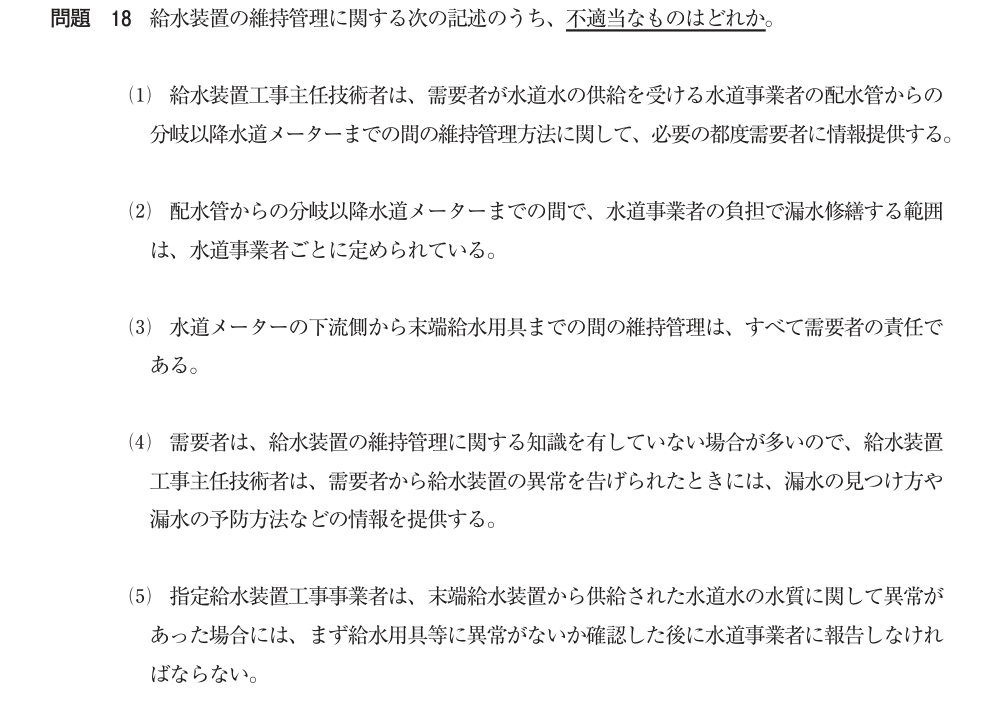 問題 18 給水装置の維持管理に関する次の記述のうち、不適当なものはどれか。
(1) 給水装置工事主任技術者は、需要者が水道水の供給を受ける水道事業者の配水管からの
分岐以降水道メーターまでの間の維持管理方法に関して、必要の都度需要者に情報提供する。
(2) 配水管からの分岐以降水道メーターまでの間で、水道事業者の負担で漏水修繕する範囲
は、水道事業者ごとに定められている。
(3) 水道メーターの下流側から末端給水用具までの間の維持管理は、すべて需要者の責任で
ある。
(4) 需要者は、給水装置の維持管理に関する知識を有していない場合が多いので、給水装置
工事主任技術者は、需要者から給水装置の異常を告げられたときには、漏水の見つけ方や
漏水の予防方法などの情報を提供する。
(5) 指定給水装置工事事業者は、末端給水装置から供給された水道水の水質に関して異常が
あった場合には、まず給水用具等に異常がないか確認した後に水道事業者に報告しなけれ
ばならない。